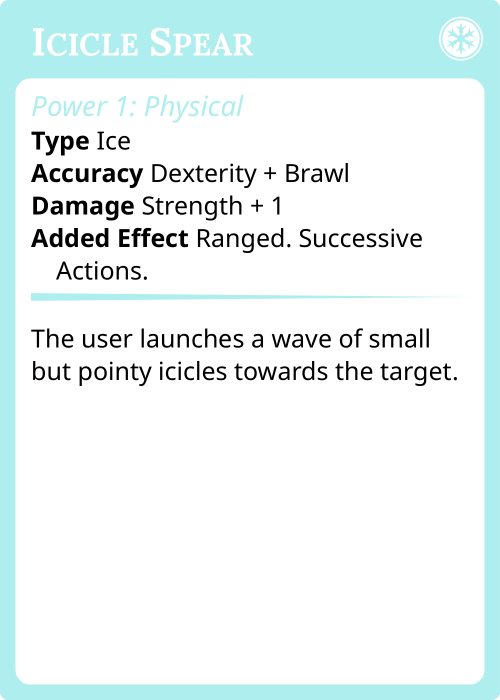 Icicle Spear
Power 1: Physical
Type Ice
Accuracy Dexterity + Brawl
Damage Strength + 1
Added Effect Ranged. Successive
Actions.
The user launches a wave of small
but pointy icicles towards the target.